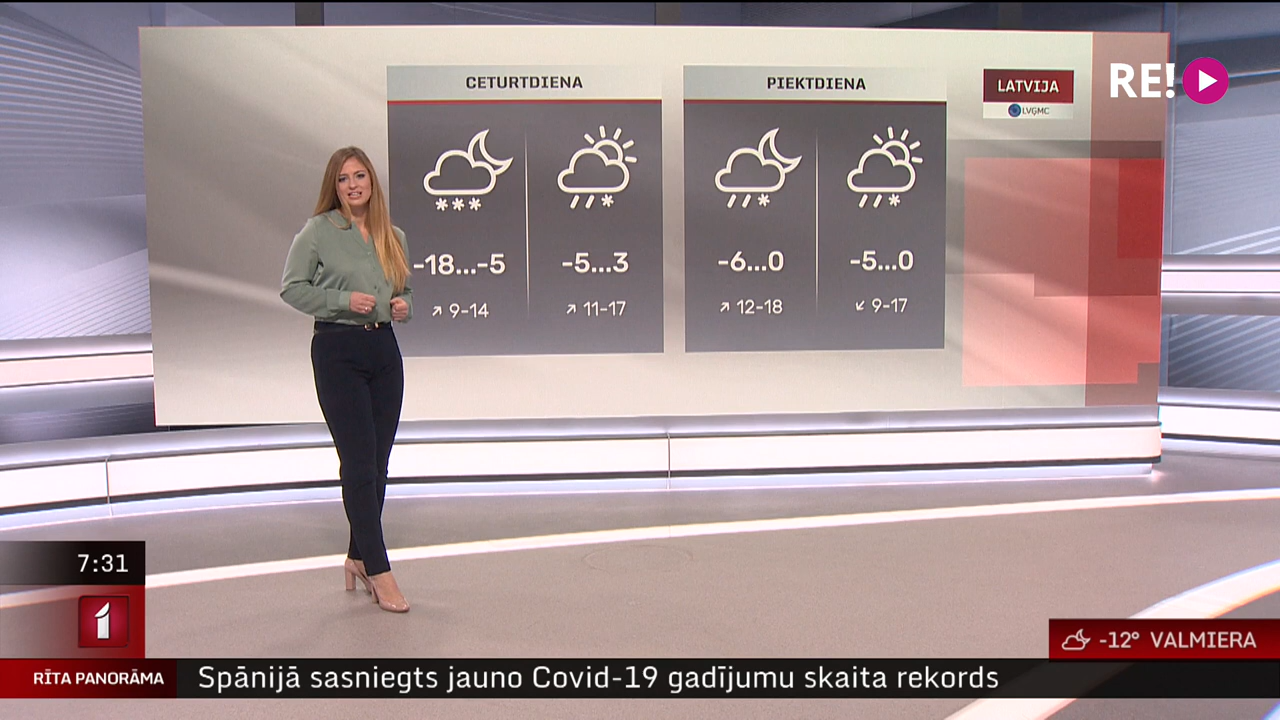 CETURTDIENA
PIEKTDIENA
LATVIJA
LVĢMC
RE!
-18...-5
-5...3
-6...0
-5...0
↗ 9-14
↗ 11-17
↗ 12-18
↙ 9-17
7:31
1
-12° VALMIERA
RĪTA PANORĀMA
Spānijā sasniegts jauno Covid-19 gadījumu skaita rekords